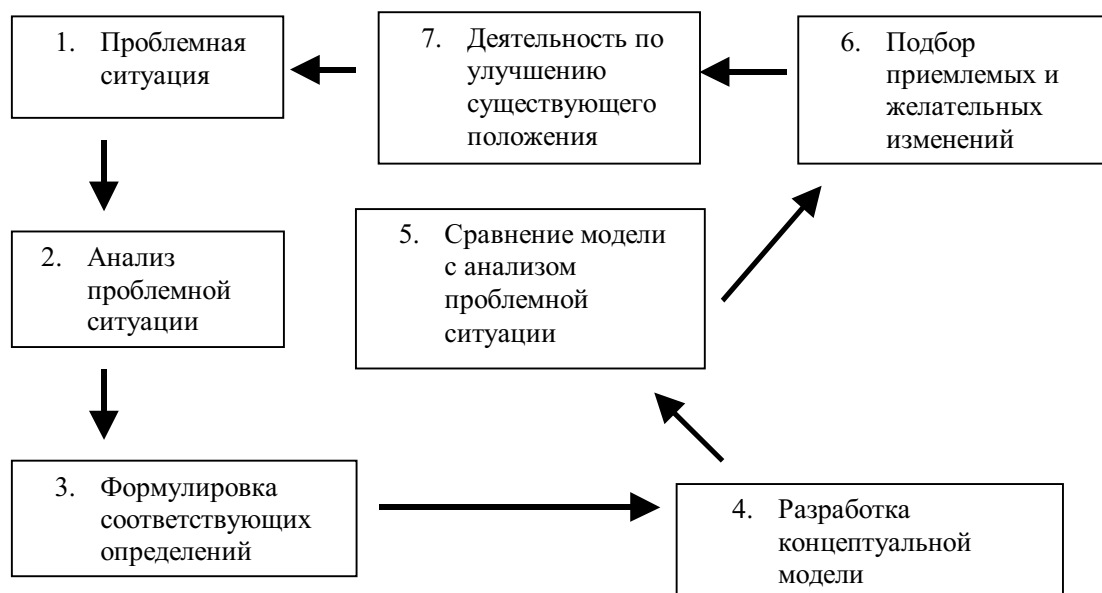 1. Проблемная
ситуация
2. Анализ
проблемной
ситуации
3. Формулировка
соответствующих
определений
4. Разработка
концептуальной
модели
5. Сравнение модели
с анализом
проблемной
ситуации
6. Подбор
приемлемых и
желательных
изменений
7. Деятельность по
улучшению
существующего
положения